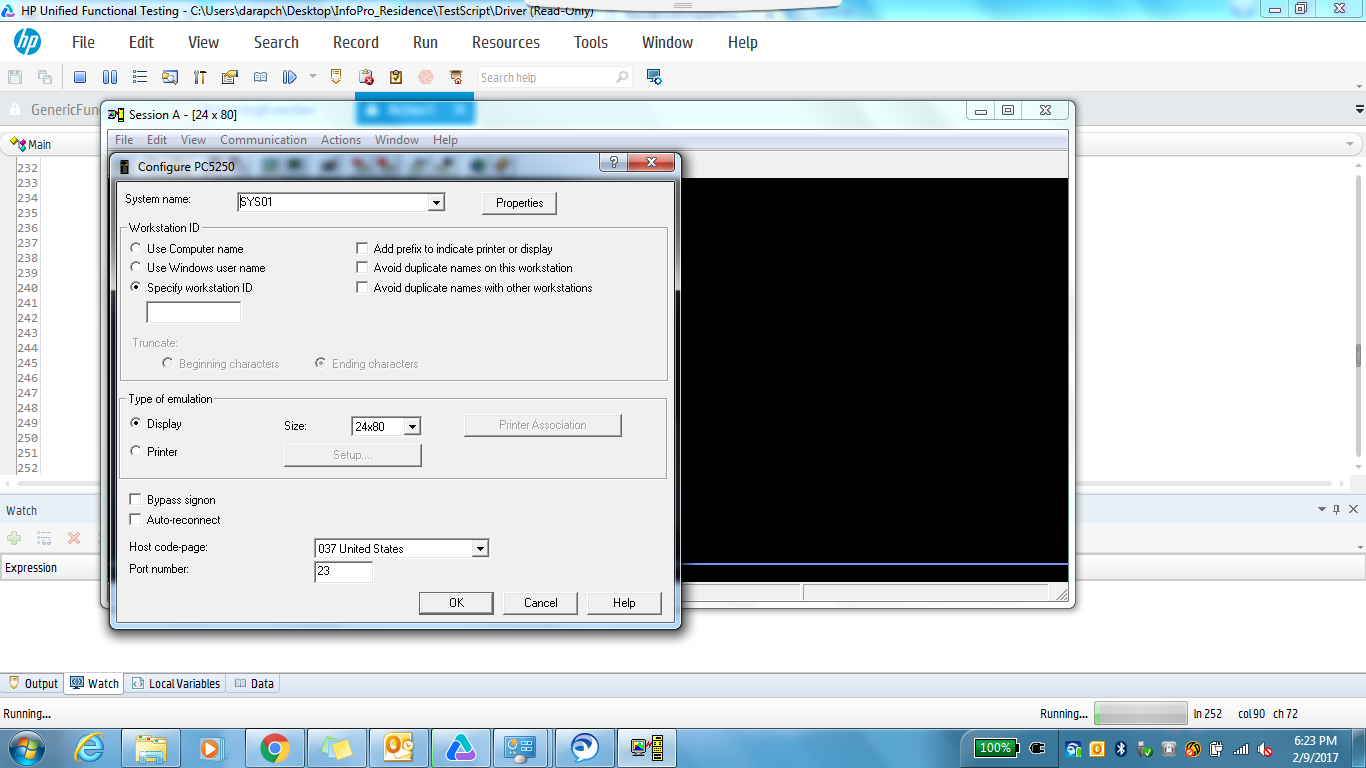 HP Unified Functional Testing - C:\Users\darapch\Desktop\InfoPro_Residence\TestScript\Driver (Read-Only)
hp File Edit View Search Record Run Resources Tools Window Help
Search help
GenericFun
Session A - [24 x 80]
File Edit View Communication Actions Window Help
Main
Configure PC5250
232
233
234
235
236
237
238
239
240
241
242
243
244
245
246
247
248
249
250
251
252
System name: SYS01 Properties
Workstation ID
Use Computer name Add prefix to indicate printer or display
Use Windows user name Avoid duplicate names on this workstation
Specify workstation ID Avoid duplicate names with other workstations
Truncate:
Beginning characters Ending characters
Type of emulation
Display Size: 24x80 Printer Association
Printer Setup....
Bypass signon
Auto-reconnect
Host code-page: 037 United States
Port number: 23
OK Cancel Help
Watch
Expression
Output Watch Local Variables Data
Running... Running... ln 252 col 90 ch 72
100% 6:23 PM
2/9/2017